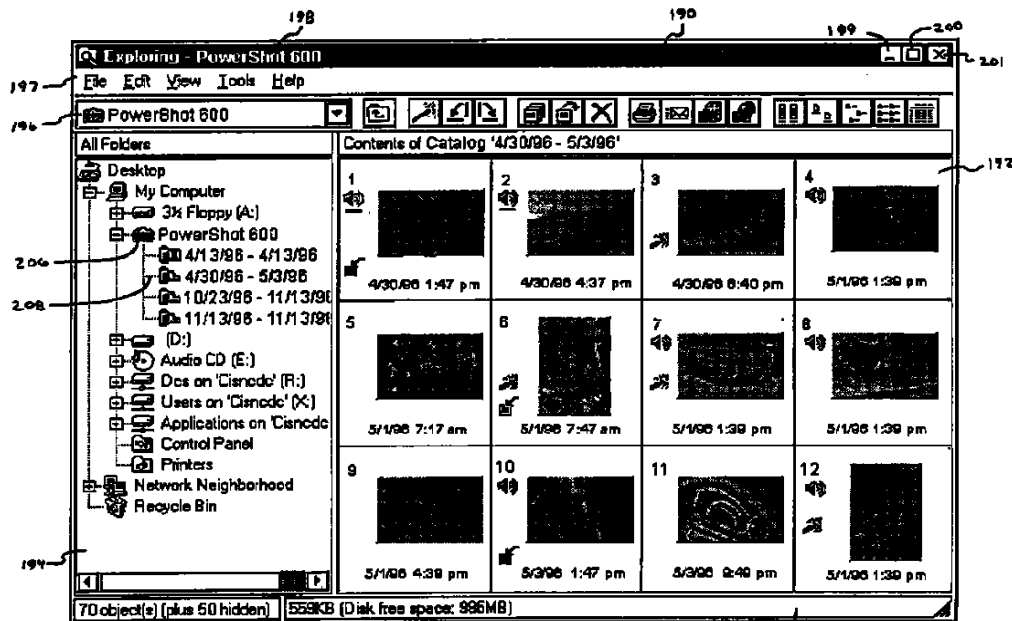 198 190 199 200
Exploring - PowerShot 600
201
197
File Edit View Tools Help
196
PowerShot 600
All Folders
Contents of Catalog '4/30/96 - 5/3/96'
192
Desktop
My Computer
3½ Floppy (A:)
PowerShot 600
4/13/96 - 4/13/96
4/30/96 - 5/3/96
10/23/96 - 11/13/96
11/13/96 - 11/13/96
206
208
(D:)
Audio CD (E:)
Dcs on 'Cisncdc' (R:)
Users on 'Cisncdc' (X:)
Applications on 'Cisncdc
Control Panel
Printers
Network Neighborhood
Recycle Bin
194
1 2 3 4
4/30/96 1:47 pm 4/30/96 4:37 pm 4/30/96 6:40 pm 5/1/96 1:39 pm
5 6 7 8
5/1/96 7:17 am 5/1/96 7:47 am 5/1/96 1:39 pm 5/1/96 1:39 pm
9 10 11 12
5/1/96 4:39 pm 5/3/96 1:47 pm 5/3/96 9:49 pm 5/1/96 1:39 pm
70 object(s) (plus 50 hidden) 559KB (Disk free space: 995MB)